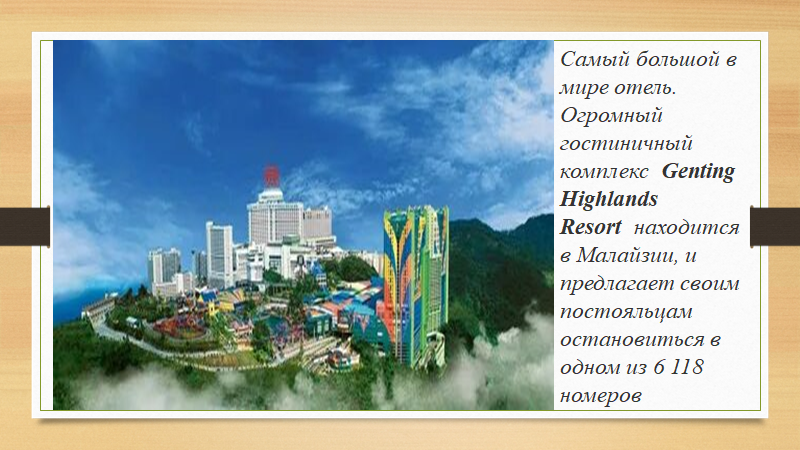 Самый большой в
мире отель.
Огромный
гостиничный
комплекс Genting
Highlands
Resort находится
в Малайзии, и
предлагает своим
постояльцам
остановиться в
одном из 6 118
номеров